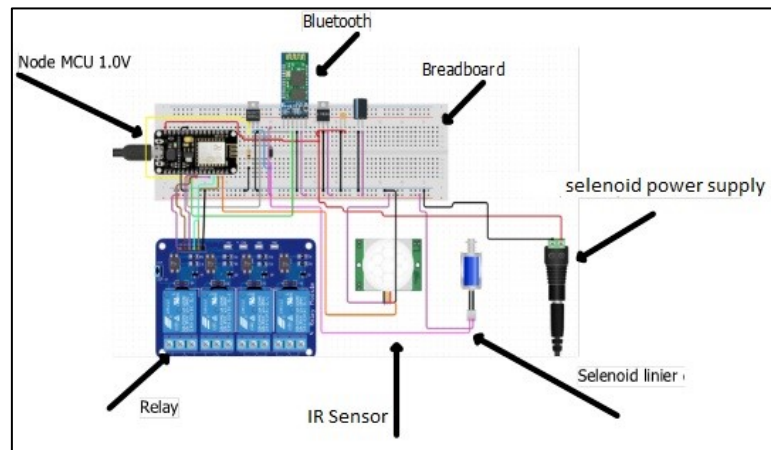 Bluetooth
Node MCU 1.0V
Breadboard
selenoid power supply
Relay
IR Sensor
Selenoid linier